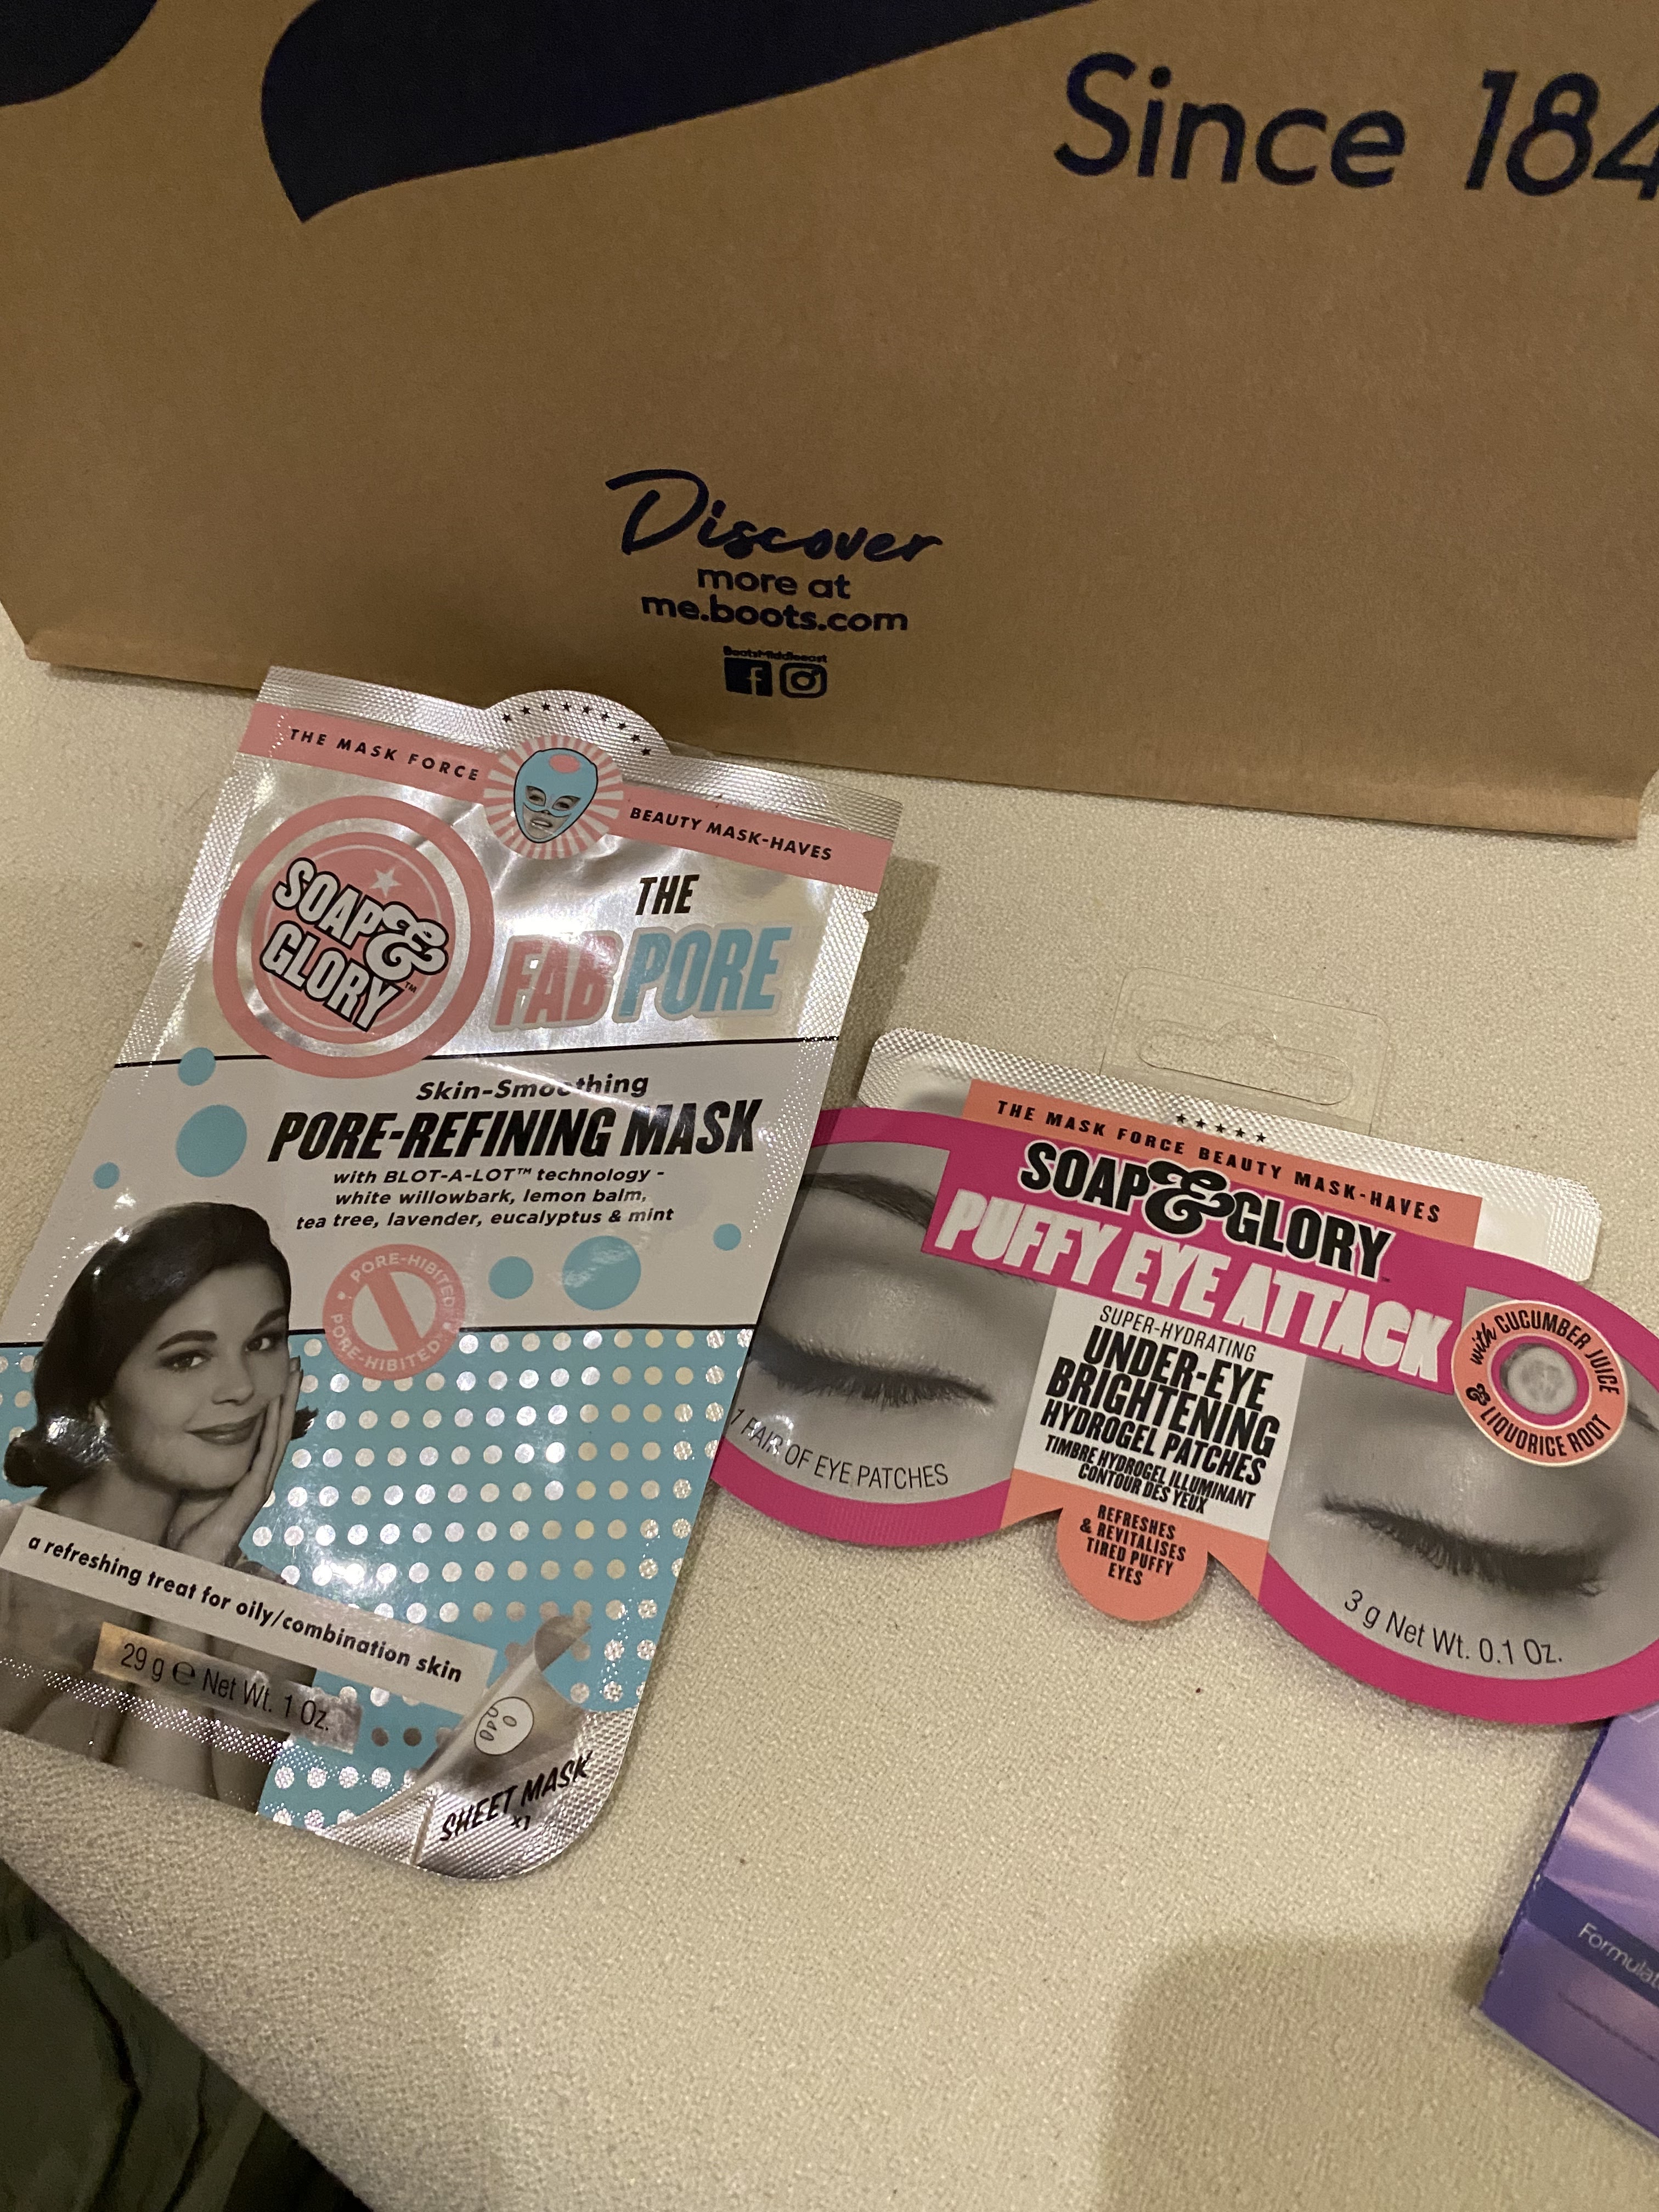 Since 184
Discover
more at
me.boots.com
BootsMiddleeast
THE MASK FORCE
BEAUTY MASK-HAVES
SOAP &
GLORY™
THE
FAB PORE
Skin-Smoothing
PORE-REFINING MASK
with BLOT-A-LOT™ technology -
white willowbark, lemon balm,
tea tree, lavender, eucalyptus & mint
PORE-HIBITED
PORE-HIBITED
a refreshing treat for oily/combination skin
29 g ℮ Net Wt. 1 Oz.
SHEET MASK
x1
THE MASK FORCE BEAUTY MASK-HAVES
SOAP & GLORY
PUFFY EYE ATTACK
SUPER-HYDRATING
UNDER-EYE
BRIGHTENING
HYDROGEL PATCHES
TIMBRE HYDROGEL ILLUMINANT
CONTOUR DES YEUX
with CUCUMBER JUICE
& LIQUORICE ROOT
1 PAIR OF EYE PATCHES
REFRESHES
& REVITALISES
TIRED PUFFY
EYES
3 g Net Wt. 0.1 Oz.
Formulat